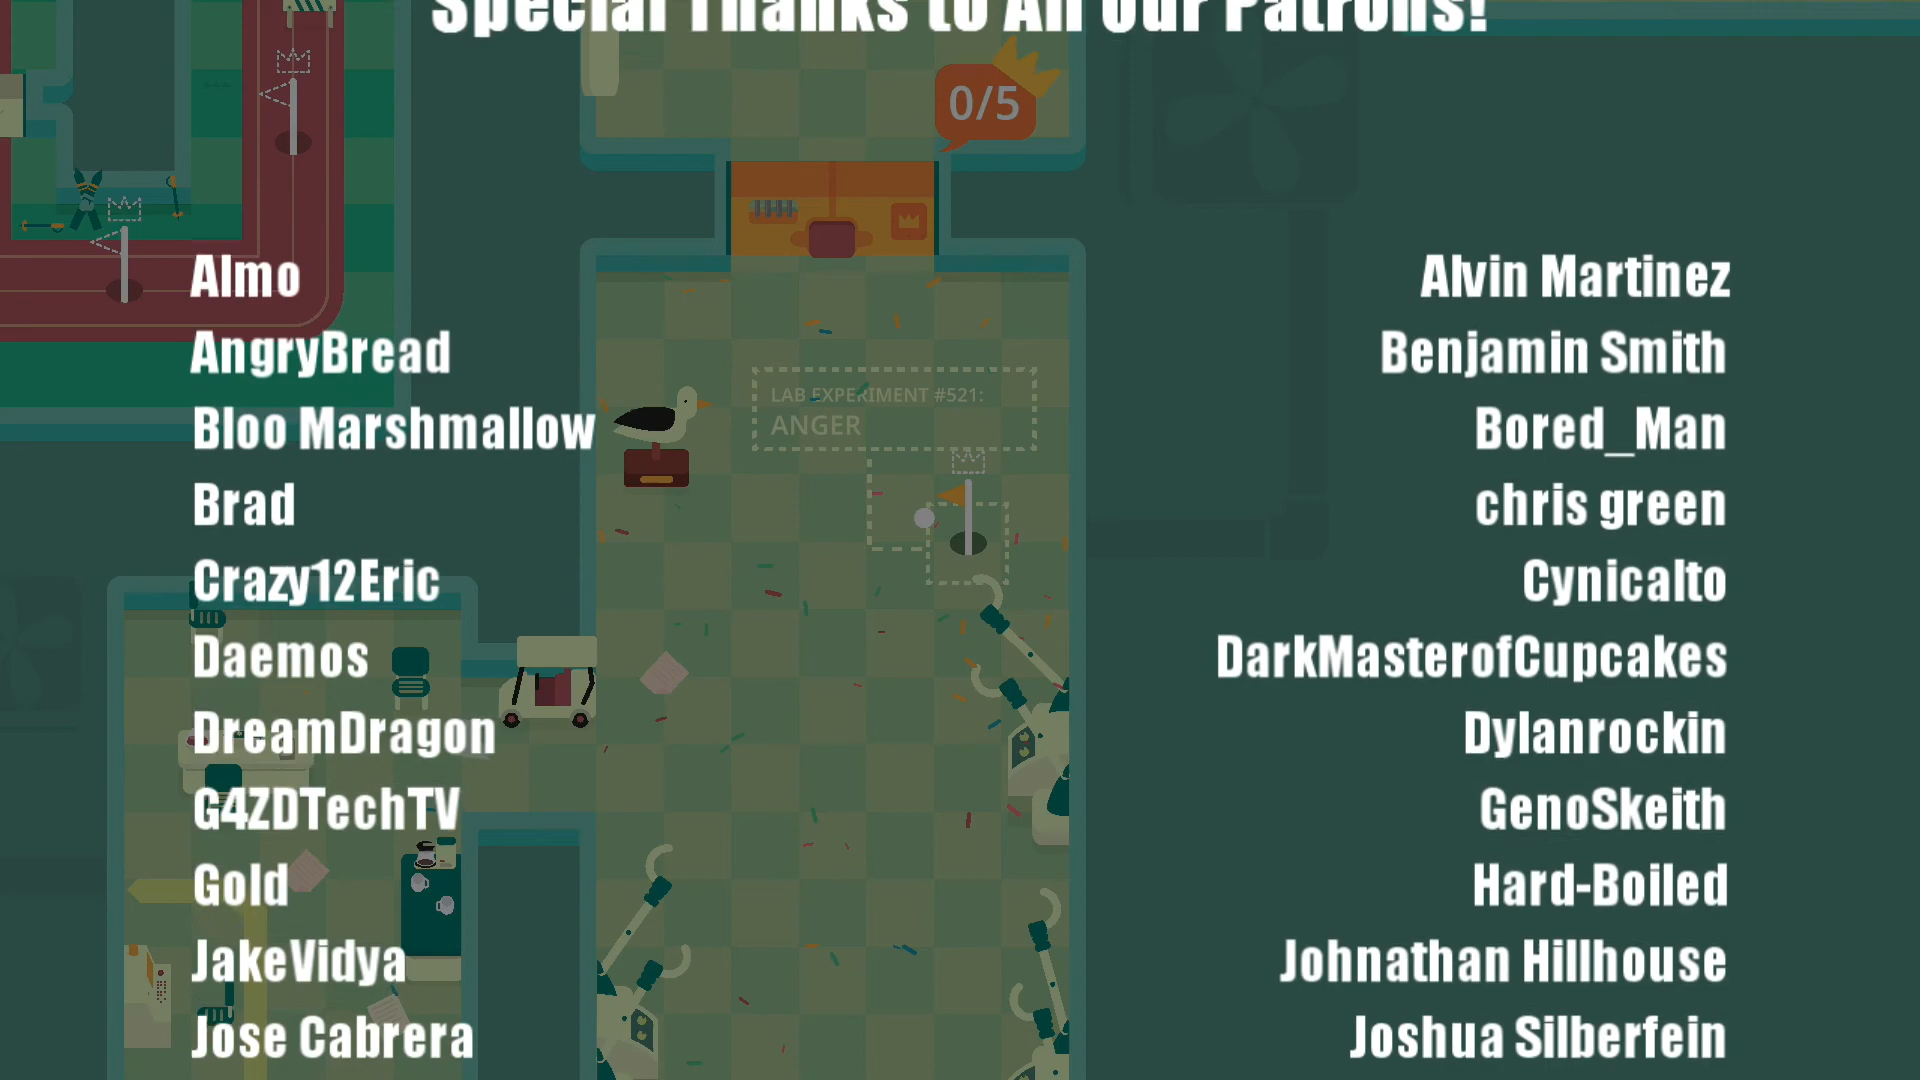 Special Thanks to All our Patrons!
0/5
Almo
Alvin Martinez
AngryBread
Benjamin Smith
LAB EXPERIMENT #521:
ANGER
Bloo Marshmallow
Bored_Man
Brad
chris green
Crazy12Eric
Cynicalto
Daemos
DarkMasterofCupcakes
DreamDragon
Dylanrockin
G4ZDTechTV
GenoSkeith
Gold
Hard-Boiled
JakeVidya
Johnathan Hillhouse
Jose Cabrera
Joshua Silberfein